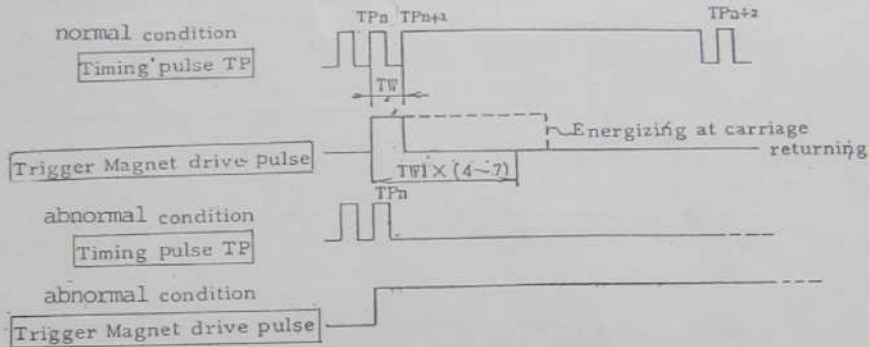 TPn TPn+1 TPn+2
normal condition
Timing pulse TP
TW
Energizing at carriage
returning
Trigger Magnet drive pulse
TW1 × (4~7)
TPn
abnormal condition
Timing pulse TP
abnormal condition
Trigger Magnet drive pulse